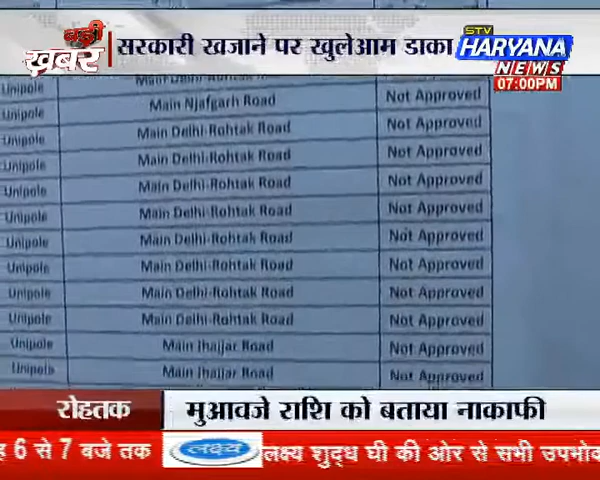 बड़ी ख़बर
सरकारी खजाने पर खुलेआम डाका
STV
HARYANA
NEWS
07:00PM
Unipole Main Delhi-Rohtak R
Unipole Main Njafgarh Road Not Approved
Unipole Main Delhi-Rohtak Road Not Approved
Unipole Main Delhi-Rohtak Road Not Approved
Unipole Main Delhi-Rohtak Road Not Approved
Unipole Main Delhi-Rohtak Road Not Approved
Unipole Main Delhi-Rohtak Road Not Approved
Unipole Main Delhi-Rohtak Road Not Approved
Unipole Main Delhi-Rohtak Road Not Approved
Unipole Main Delhi-Rohtak Road Not Approved
Unipole Main Jhajjar Road Not Approved
Unipole Main Jhajjar Road Not Approved
रोहतक मुआवजे राशि को बताया नाकाफी
ह 6 से 7 बजे तक लक्ष्य लक्ष्य शुद्ध घी की ओर से सभी उपभोक